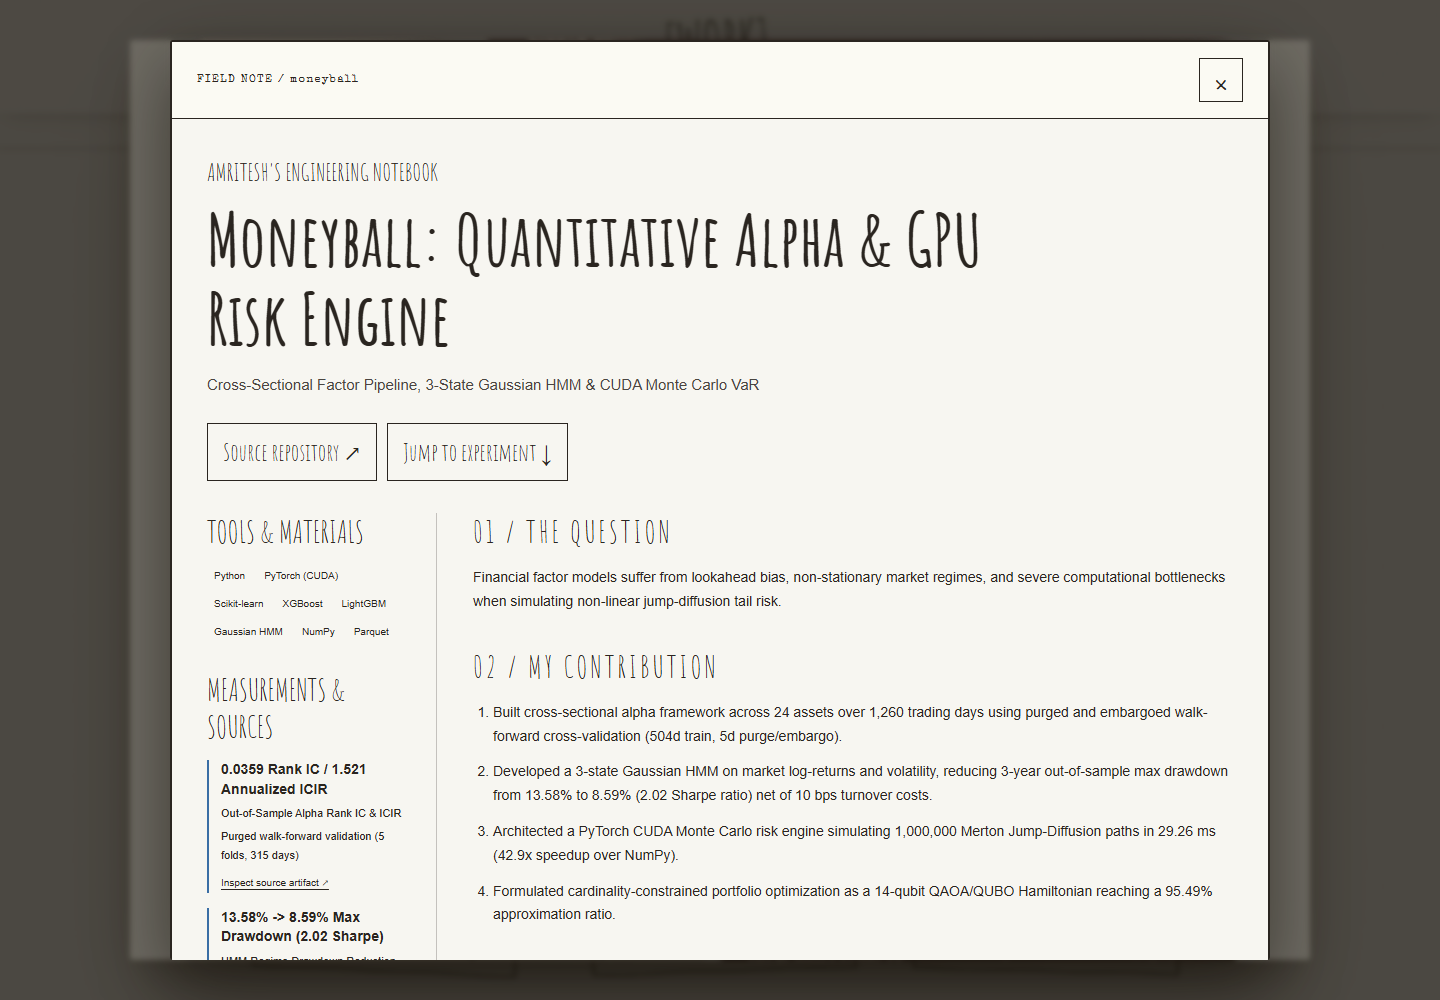 [WORK]
FIELD NOTE / moneyball
×
AMRITESH'S ENGINEERING NOTEBOOK
MONEYBALL: QUANTITATIVE ALPHA & GPU
RISK ENGINE
Cross-Sectional Factor Pipeline, 3-State Gaussian HMM & CUDA Monte Carlo VaR
SOURCE REPOSITORY ↗
JUMP TO EXPERIMENT ↓
TOOLS & MATERIALS
Python PyTorch (CUDA)
Scikit-learn XGBoost LightGBM
Gaussian HMM NumPy Parquet
MEASUREMENTS &
SOURCES
0.0359 Rank IC / 1.521
Annualized ICIR
Out-of-Sample Alpha Rank IC & ICIR
Purged walk-forward validation (5
folds, 315 days)
Inspect source artifact ↗
13.58% -> 8.59% Max
Drawdown (2.02 Sharpe)
HMM Regime Drawdown Reduction
01 / THE QUESTION
Financial factor models suffer from lookahead bias, non-stationary market regimes, and severe computational bottlenecks
when simulating non-linear jump-diffusion tail risk.
02 / MY CONTRIBUTION
1. Built cross-sectional alpha framework across 24 assets over 1,260 trading days using purged and embargoed walk-
forward cross-validation (504d train, 5d purge/embargo).
2. Developed a 3-state Gaussian HMM on market log-returns and volatility, reducing 3-year out-of-sample max drawdown
from 13.58% to 8.59% (2.02 Sharpe ratio) net of 10 bps turnover costs.
3. Architected a PyTorch CUDA Monte Carlo risk engine simulating 1,000,000 Merton Jump-Diffusion paths in 29.26 ms
(42.9x speedup over NumPy).
4. Formulated cardinality-constrained portfolio optimization as a 14-qubit QAOA/QUBO Hamiltonian reaching a 95.49%
approximation ratio.